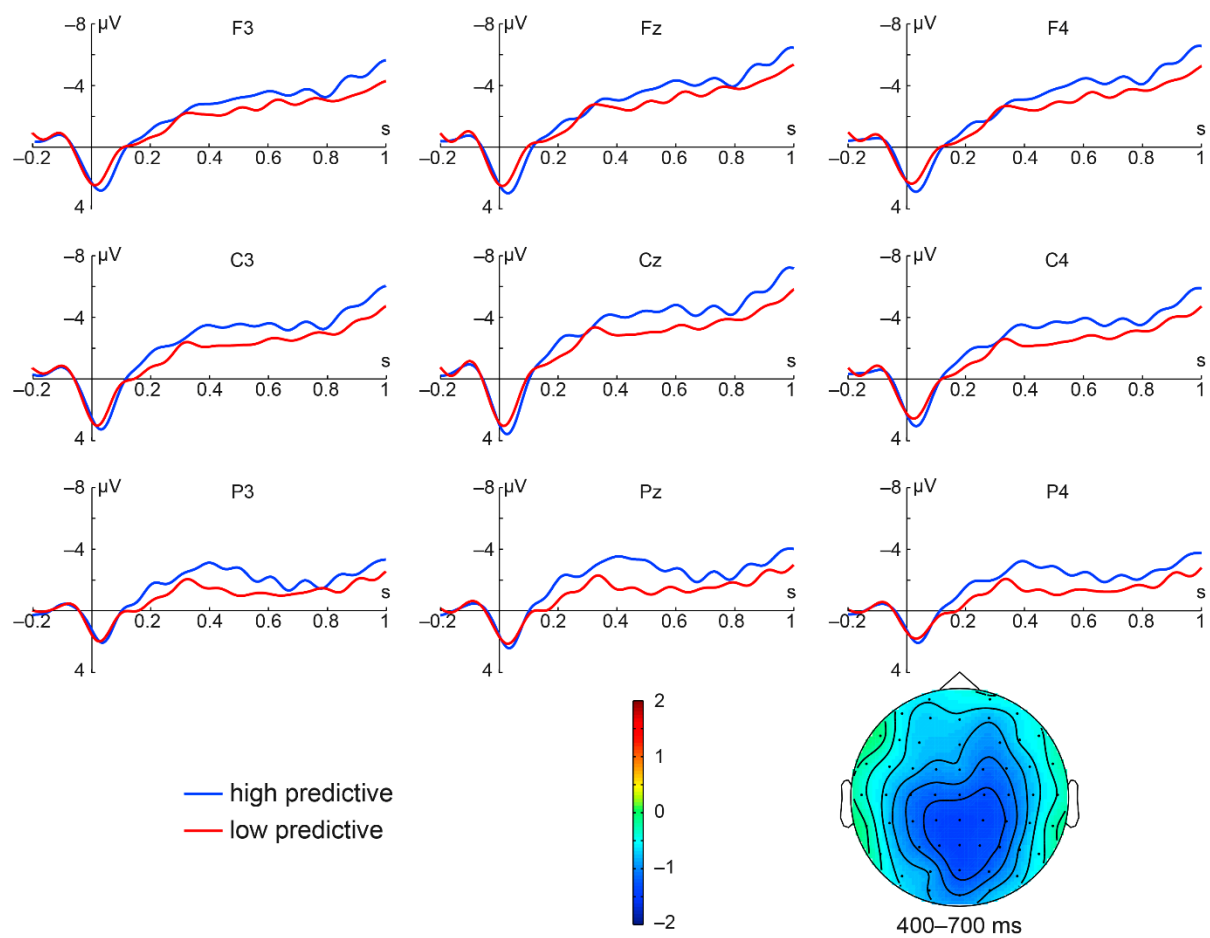 –8 µV F3
–4
s
–0.2 0.2 0.4 0.6 0.8 1
4
–8 µV Fz
–4
s
–0.2 0.2 0.4 0.6 0.8 1
4
–8 µV F4
–4
s
–0.2 0.2 0.4 0.6 0.8 1
4
–8 µV C3
–4
s
–0.2 0.2 0.4 0.6 0.8 1
4
–8 µV Cz
–4
s
–0.2 0.2 0.4 0.6 0.8 1
4
–8 µV C4
–4
s
–0.2 0.2 0.4 0.6 0.8 1
4
–8 µV P3
–4
s
–0.2 0.2 0.4 0.6 0.8 1
4
–8 µV Pz
–4
s
–0.2 0.2 0.4 0.6 0.8 1
4
–8 µV P4
–4
s
–0.2 0.2 0.4 0.6 0.8 1
4
high predictive
low predictive
2
1
0
–1
–2
400–700 ms